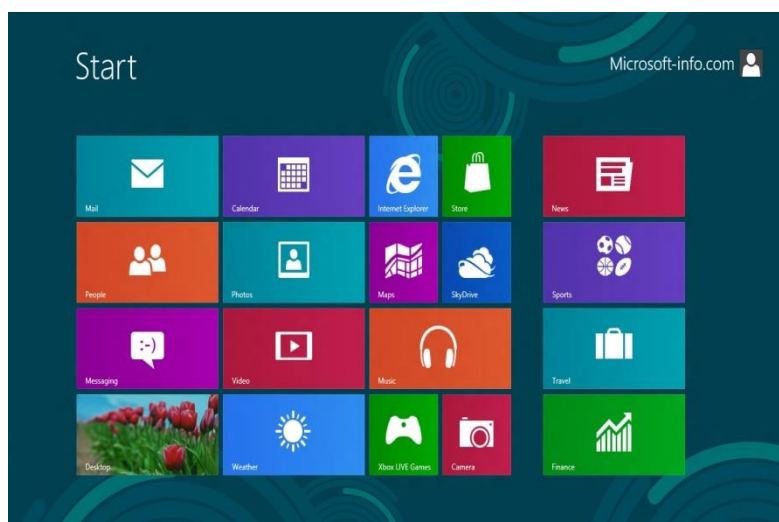 Start
Microsoft-info.com
Mail
Calendar
Internet Explorer
Store
News
People
Photos
Maps
SkyDrive
Sports
:-)
Messaging
Video
Music
Travel
Desktop
Weather
Xbox LIVE Games
Camera
Finance